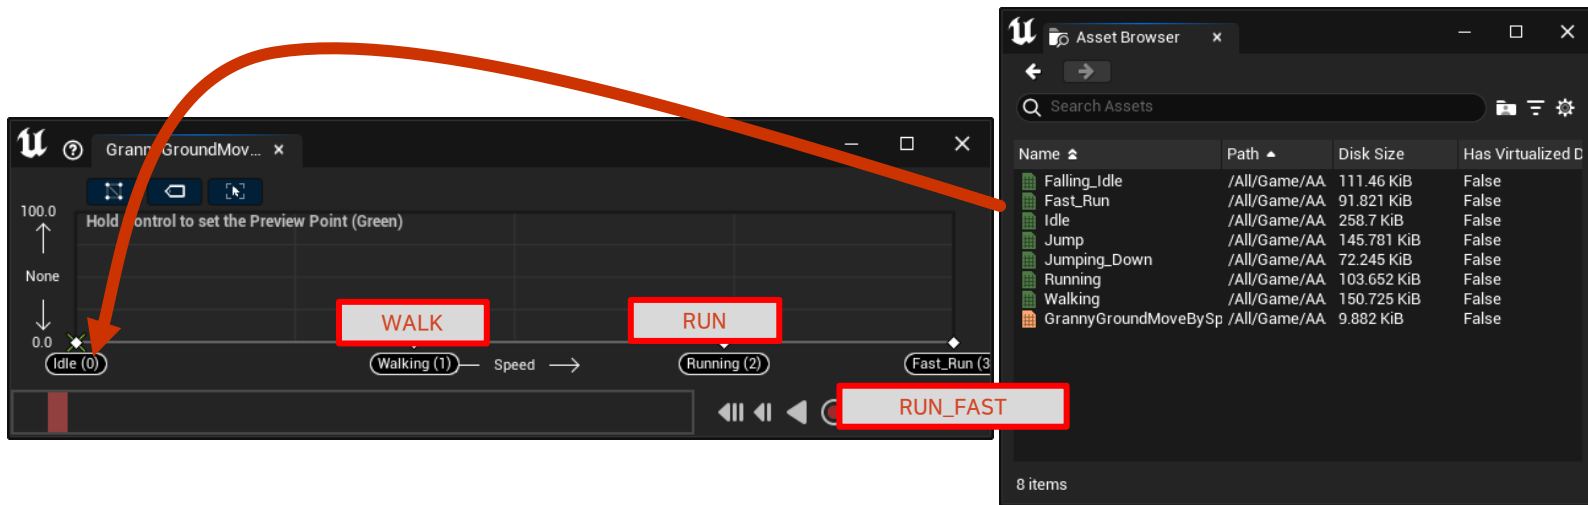 GrannyGroundMov...
100.0
Hold Control to set the Preview Point (Green)
None
0.0
WALK
RUN
Idle (0)
Walking (1)
Speed
Running (2)
Fast_Run (3
RUN_FAST
Asset Browser
Search Assets
Name Path Disk Size Has Virtualized D
Falling_Idle /All/Game/AA 111.46 KiB False
Fast_Run /All/Game/AA 91.821 KiB False
Idle /All/Game/AA 258.7 KiB False
Jump /All/Game/AA 145.781 KiB False
Jumping_Down /All/Game/AA 72.245 KiB False
Running /All/Game/AA 103.652 KiB False
Walking /All/Game/AA 150.725 KiB False
GrannyGroundMoveBySp /All/Game/AA 9.882 KiB False
8 items